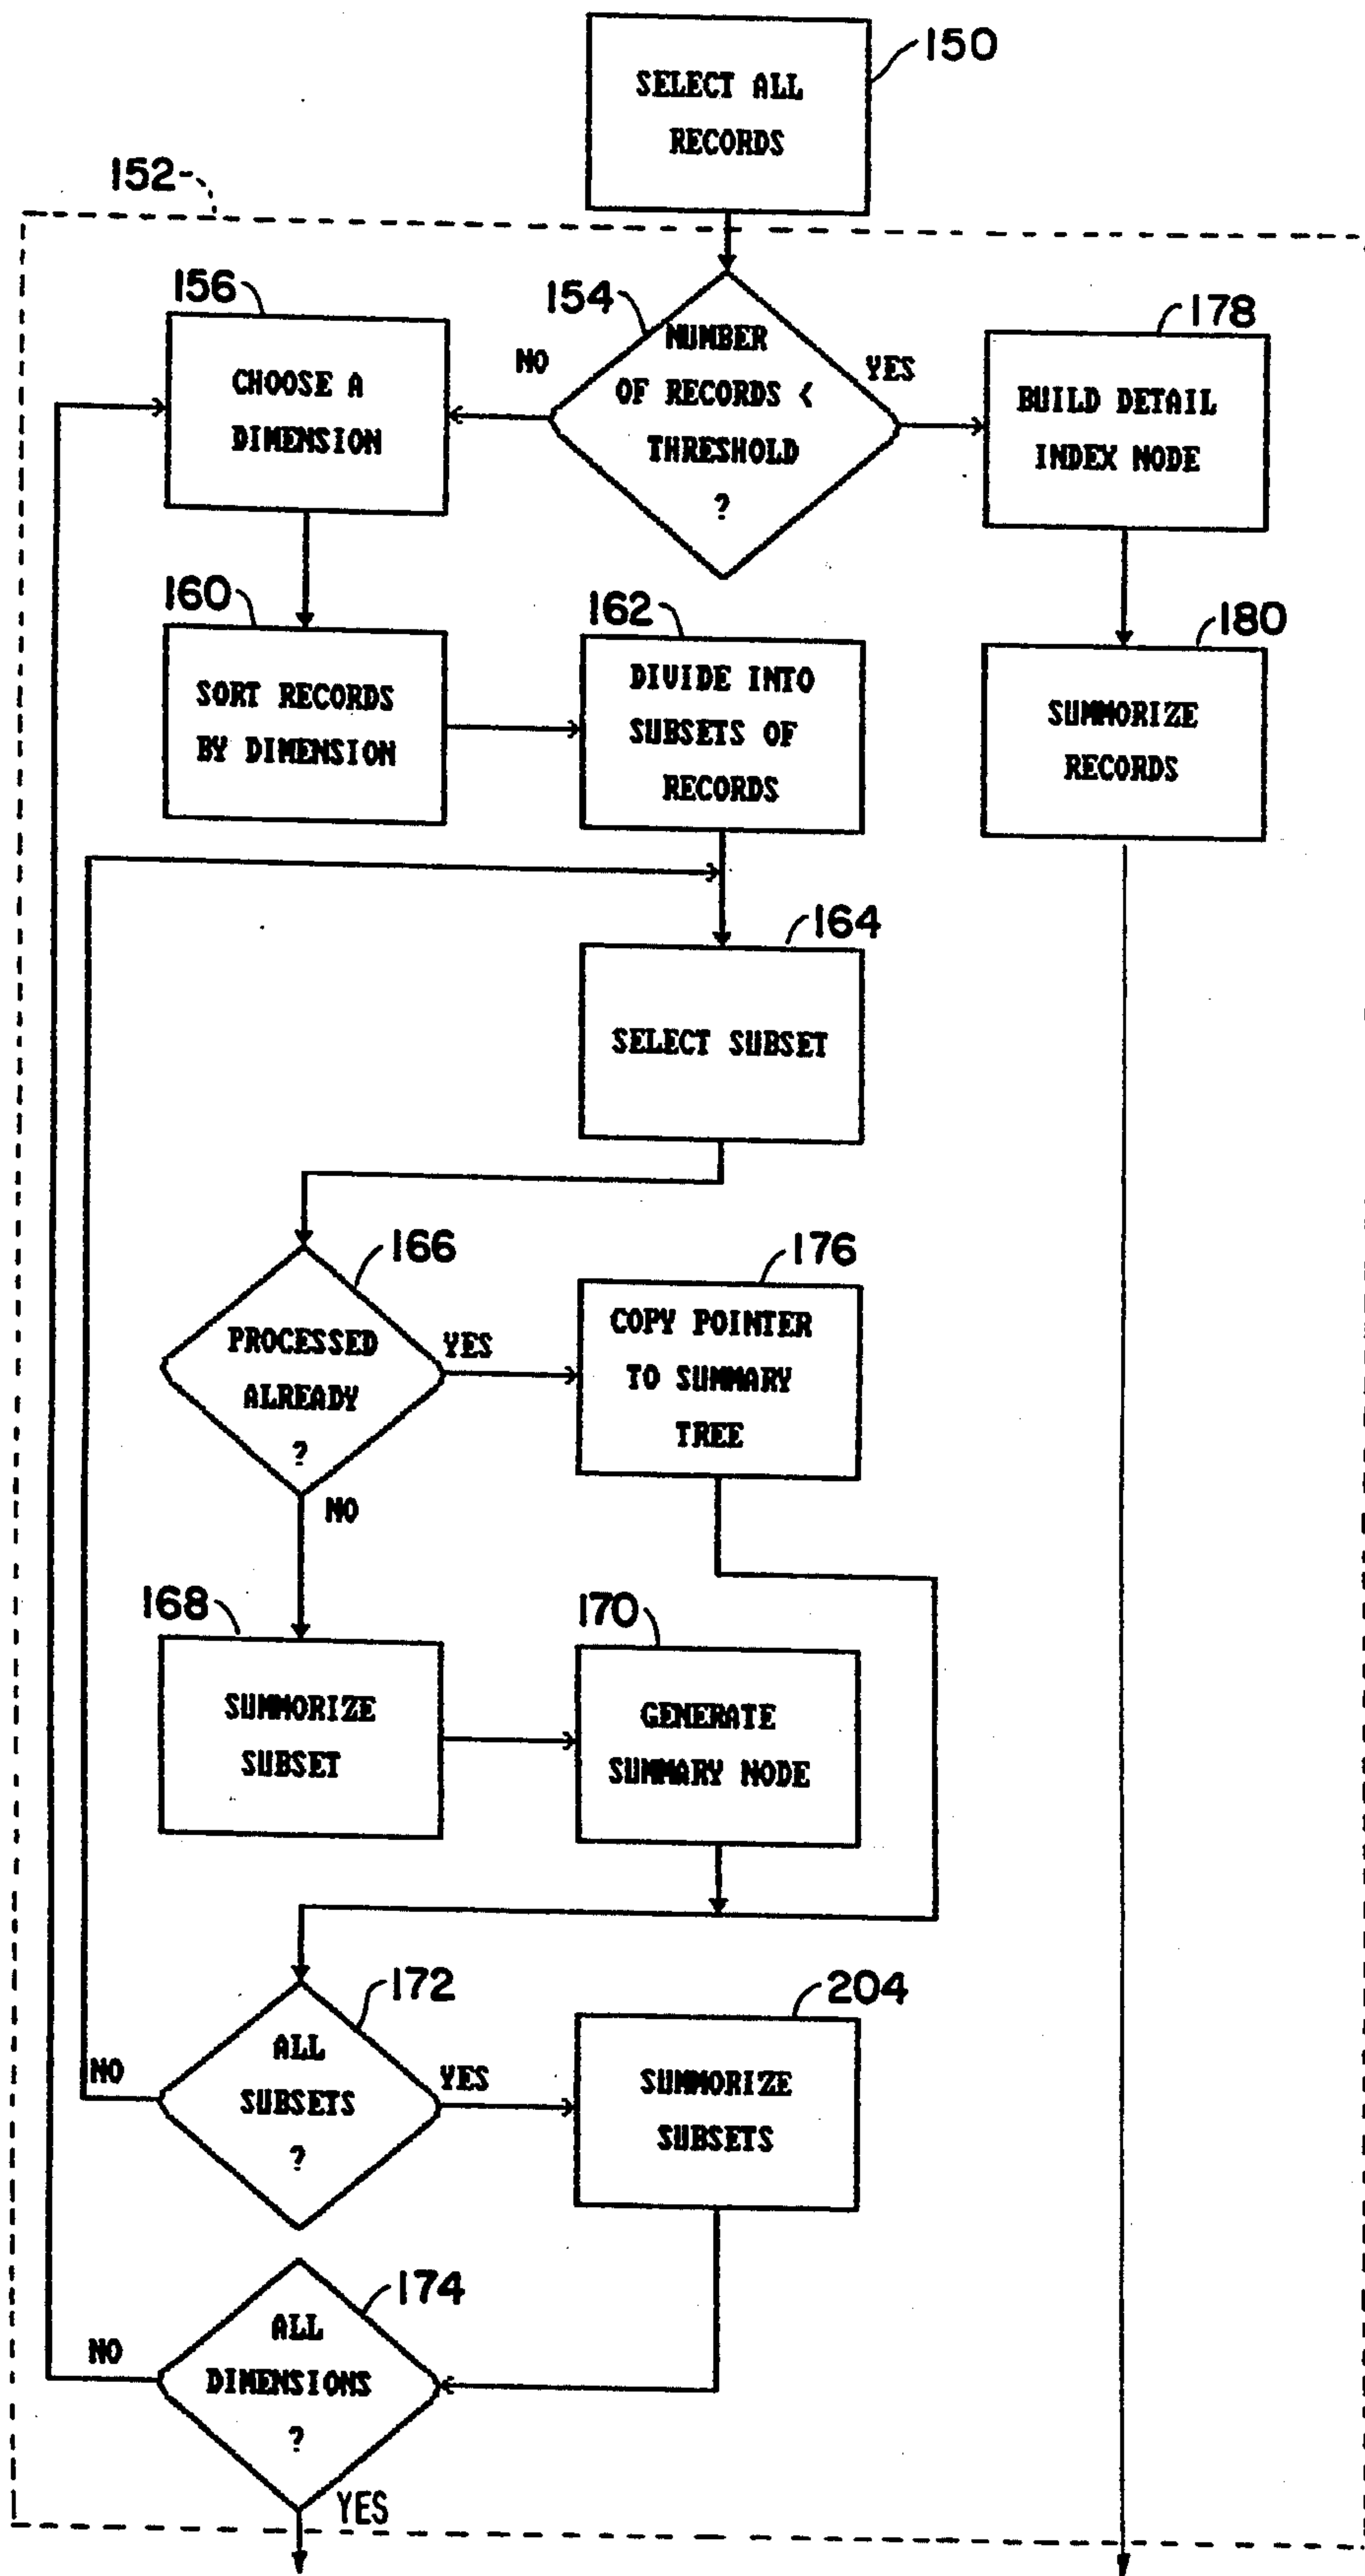 150
SELECT ALL
RECORDS
152
156
CHOOSE A
DIMENSION
154
NUMBER
OF RECORDS <
THRESHOLD
?
NO
YES
178
BUILD DETAIL
INDEX NODE
160
SORT RECORDS
BY DIMENSION
162
DIVIDE INTO
SUBSETS OF
RECORDS
180
SUMMORIZE
RECORDS
164
SELECT SUBSET
166
PROCESSED
ALREADY
?
YES
NO
176
COPY POINTER
TO SUMMARY
TREE
168
SUMMORIZE
SUBSET
170
GENERATE
SUMMARY NODE
172
ALL
SUBSETS
?
NO
YES
204
SUMMORIZE
SUBSETS
174
ALL
DIMENSIONS
?
NO
YES